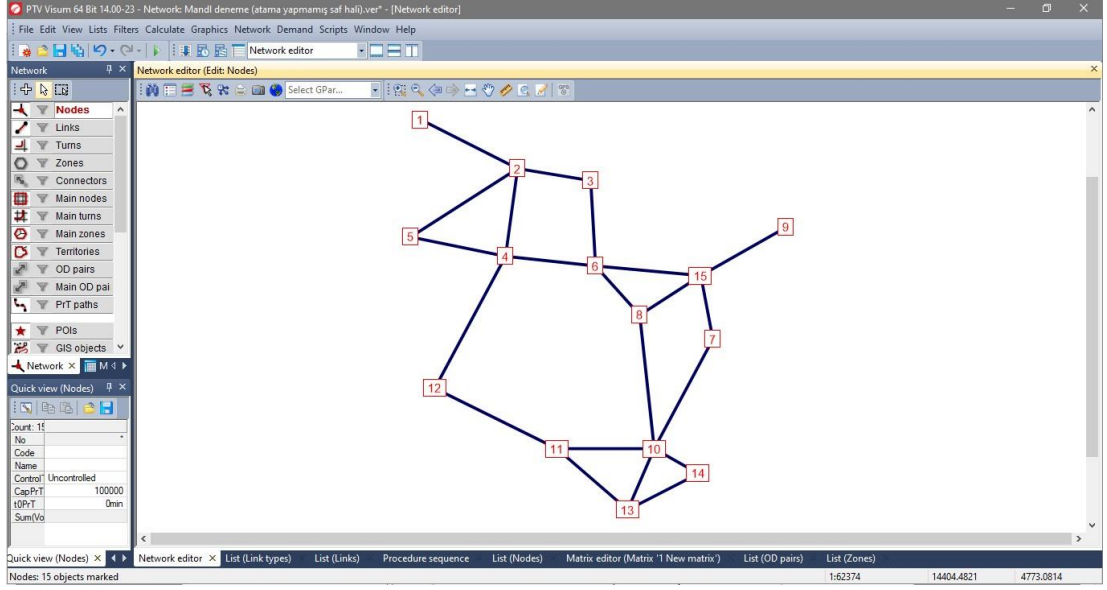 PTV Visum 64 Bit 14.00-23 - Network: Mandl deneme (atama yapmamış saf hali).ver* - [Network editor]
File Edit View Lists Filters Calculate Graphics Network Demand Scripts Window Help
Network editor
Network
Network editor (Edit: Nodes)
Select GPar...
Nodes
Links
Turns
Zones
Connectors
Main nodes
Main turns
Main zones
Territories
OD pairs
Main OD pai
PrT paths
POIs
GIS objects
Network
M
1
2
3
9
5
4
6
15
8
7
12
11
10
14
13
Quick view (Nodes)
Count: 15
No *
Code
Name
Control Uncontrolled
CapPrT 100000
t0PrT 0min
Sum(Vo
Quick view (Nodes)
Network editor
List (Link types)
List (Links)
Procedure sequence
List (Nodes)
Matrix editor (Matrix '1 New matrix')
List (OD pairs)
List (Zones)
Nodes: 15 objects marked
1:62374
14404.4821
4773.0814